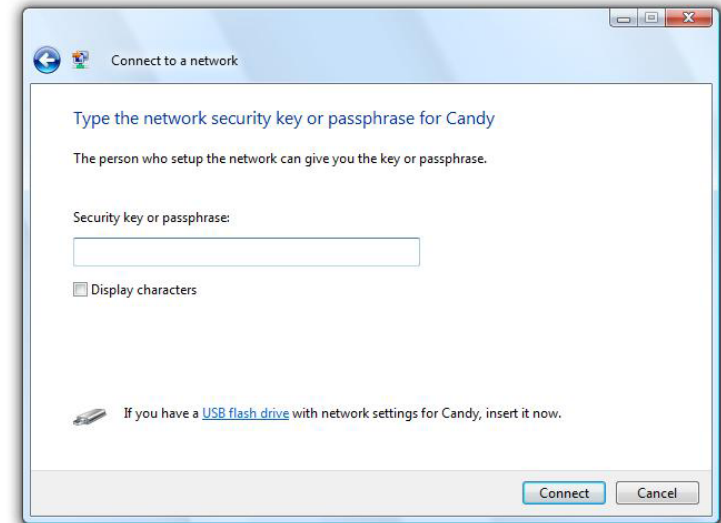 Connect to a network
Type the network security key or passphrase for Candy
The person who setup the network can give you the key or passphrase.
Security key or passphrase:
Display characters
If you have a USB flash drive with network settings for Candy, insert it now.
Connect Cancel